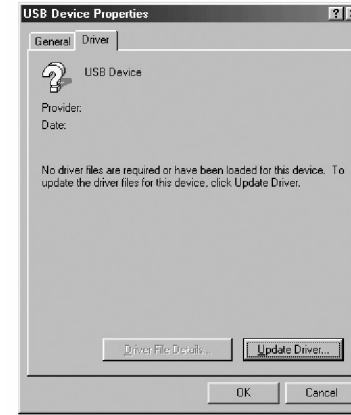 USB Device Properties
General Driver
USB Device
Provider:
Date:
No driver files are required or have been loaded for this device. To
update the driver files for this device, click Update Driver.
Driver File Details...
Update Driver...
OK Cancel